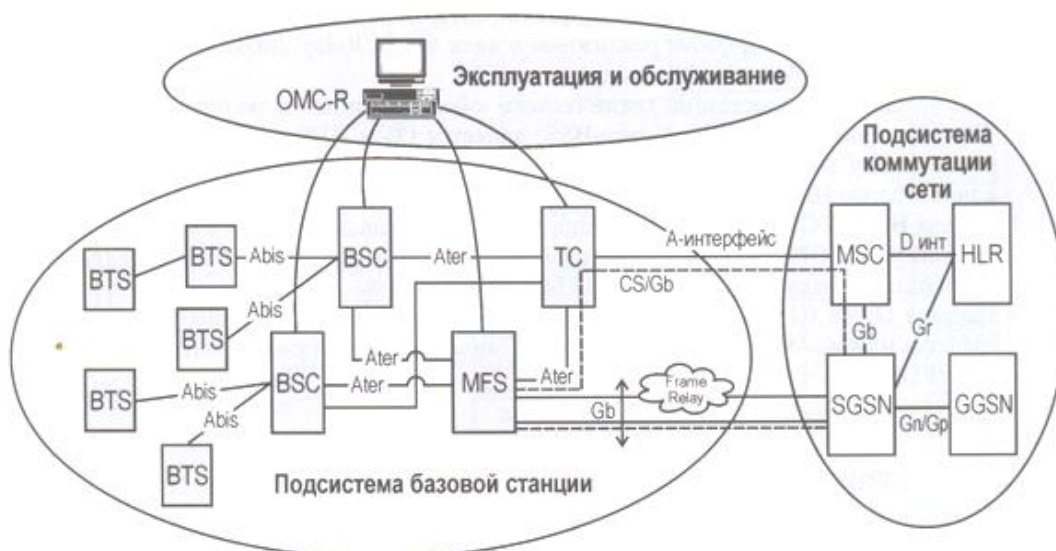 Эксплуатация и обслуживание
OMC-R
Подсистема
коммутации
сети
BTS
BTS
Abis
BSC
Ater
TC
A-интерфейс
MSC
D инт
HLR
CS/Gb
Abis
BTS
Gb
Gr
BTS
Abis
BSC
Ater
Ater
MFS
Ater
Frame
Relay
Gb
SGSN
Gn/Gp
GGSN
Abis
BTS
Подсистема базовой станции